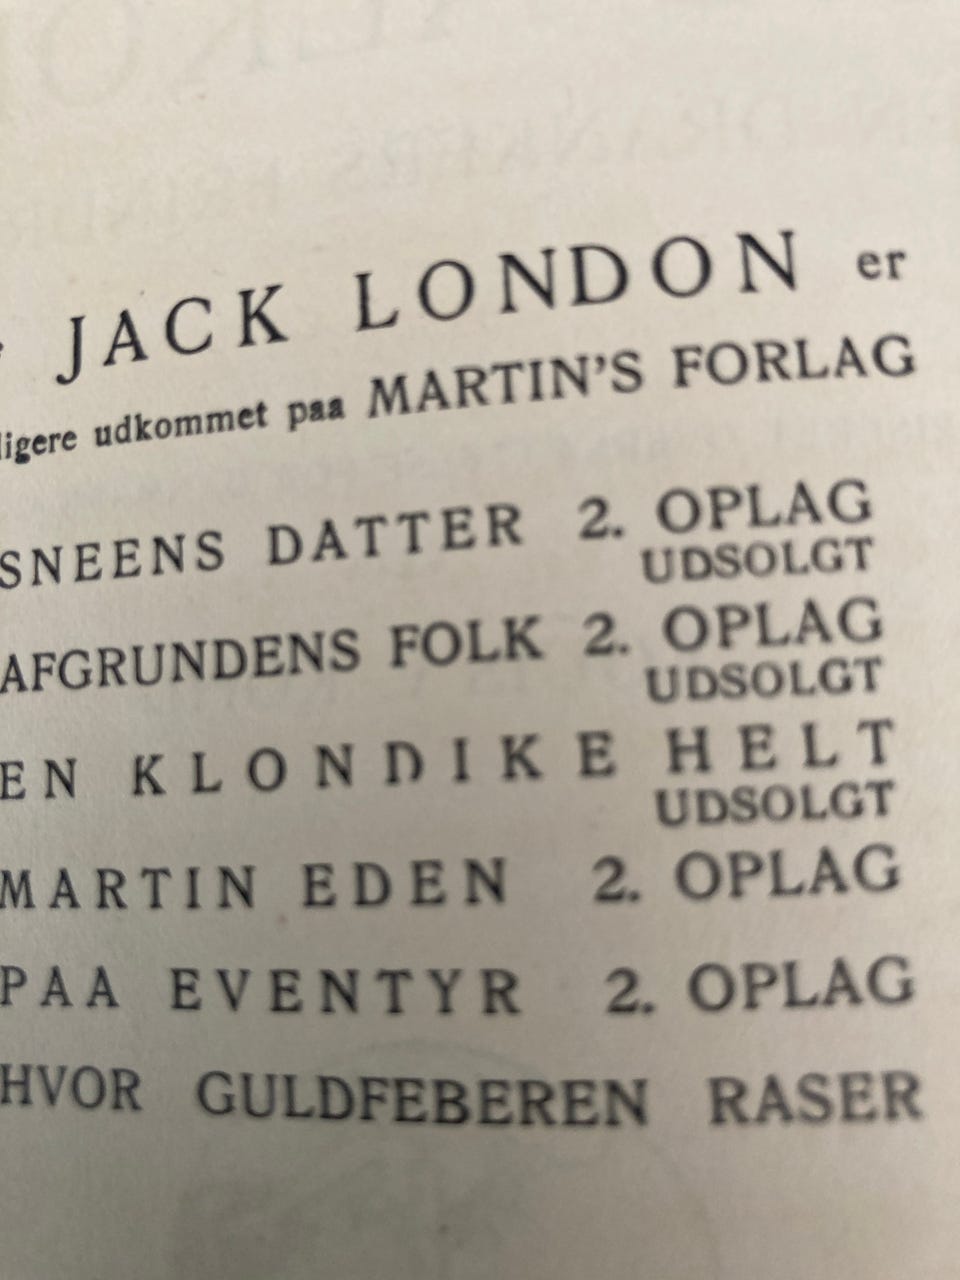 JACK LONDON er
ligere udkommet paa MARTIN'S FORLAG
SNEENS DATTER 2. OPLAG
UDSOLGT
AFGRUNDENS FOLK 2. OPLAG
UDSOLGT
EN KLONDIKE HELT
UDSOLGT
MARTIN EDEN 2. OPLAG
PAA EVENTYR 2. OPLAG
HVOR GULDFEBEREN RASER